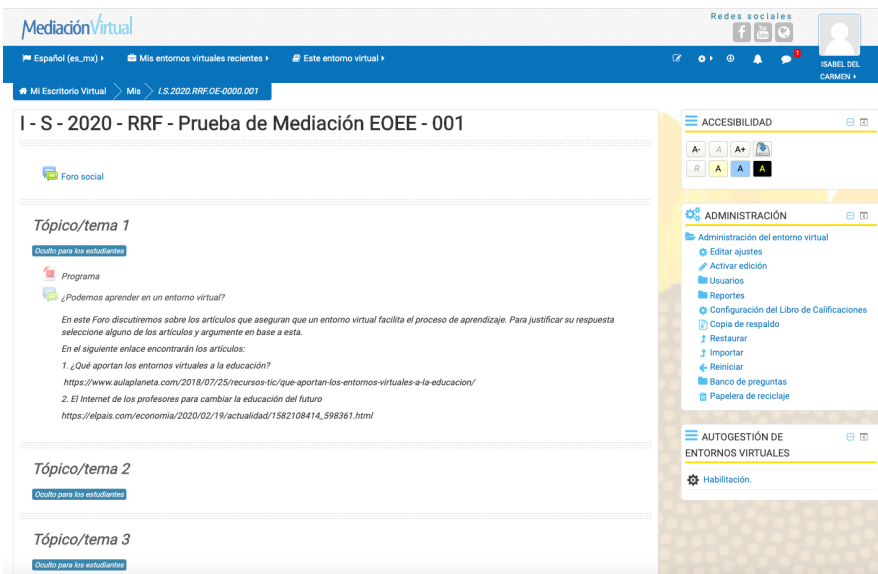 MediaciónVirtual
Redes sociales
Español (es_mx)
Mis entornos virtuales recientes
Este entorno virtual
1
ISABEL DEL
CARMEN
Mi Escritorio Virtual
Mis
I.S.2020.RRF.OE-0000.001
I - S - 2020 - RRF - Prueba de Mediación EOEE - 001
Foro social
Tópico/tema 1
Oculto para los estudiantes
Programa
¿Podemos aprender en un entorno virtual?
En este Foro discutiremos sobre los artículos que aseguran que un entorno virtual facilita el proceso de aprendizaje. Para justificar su respuesta
seleccione alguno de los artículos y argumente en base a esta.
En el siguiente enlace encontrarán los artículos:
1. ¿Qué aportan los entornos virtuales a la educación?
https://www.aulaplaneta.com/2018/07/25/recursos-tic/que-aportan-los-entornos-virtuales-a-la-educacion/
2. El Internet de los profesores para cambiar la educación del futuro
https://elpais.com/economia/2020/02/19/actualidad/1582108414_598361.html
Tópico/tema 2
Oculto para los estudiantes
Tópico/tema 3
Oculto para los estudiantes
ACCESIBILIDAD
A- A A+
R A A A
ADMINISTRACIÓN
Administración del entorno virtual
Editar ajustes
Activar edición
Usuarios
Reportes
Configuración del Libro de Calificaciones
Copia de respaldo
Restaurar
Importar
Reiniciar
Banco de preguntas
Papelera de reciclaje
AUTOGESTIÓN DE
ENTORNOS VIRTUALES
Habilitación.